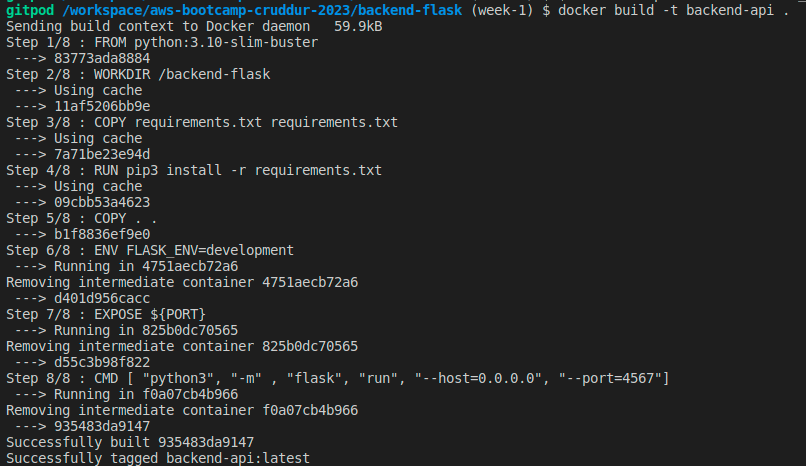 gitpod /workspace/aws-bootcamp-cruddur-2023/backend-flask (week-1) $ docker build -t backend-api .
Sending build context to Docker daemon   59.9kB
Step 1/8 : FROM python:3.10-slim-buster
 ---> 83773ada8884
Step 2/8 : WORKDIR /backend-flask
 ---> Using cache
 ---> 11af5206bb9e
Step 3/8 : COPY requirements.txt requirements.txt
 ---> Using cache
 ---> 7a71be23e94d
Step 4/8 : RUN pip3 install -r requirements.txt
 ---> Using cache
 ---> 09cbb53a4623
Step 5/8 : COPY . .
 ---> b1f8836ef9e0
Step 6/8 : ENV FLASK_ENV=development
 ---> Running in 4751aecb72a6
Removing intermediate container 4751aecb72a6
 ---> d401d956cacc
Step 7/8 : EXPOSE ${PORT}
 ---> Running in 825b0dc70565
Removing intermediate container 825b0dc70565
 ---> d55c3b98f822
Step 8/8 : CMD [ "python3", "-m" , "flask", "run", "--host=0.0.0.0", "--port=4567"]
 ---> Running in f0a07cb4b966
Removing intermediate container f0a07cb4b966
 ---> 935483da9147
Successfully built 935483da9147
Successfully tagged backend-api:latest